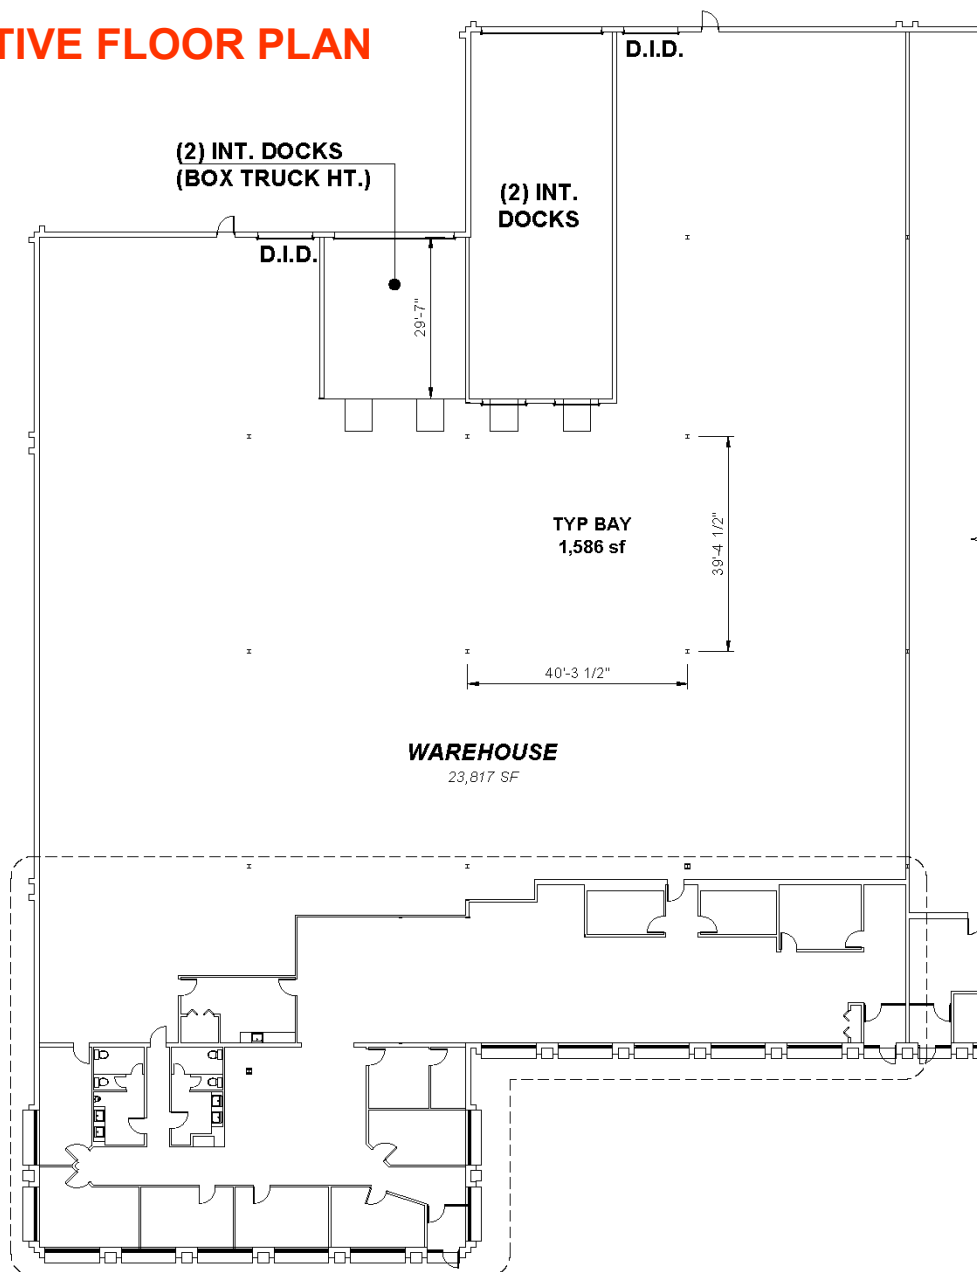 TIVE FLOOR PLAN
D.I.D.
(2) INT. DOCKS
(BOX TRUCK HT.)
(2) INT.
DOCKS
D.I.D.
29'-7"
TYP BAY
1,586 sf
39'-4 1/2"
40'-3 1/2"
WAREHOUSE
23,817 SF